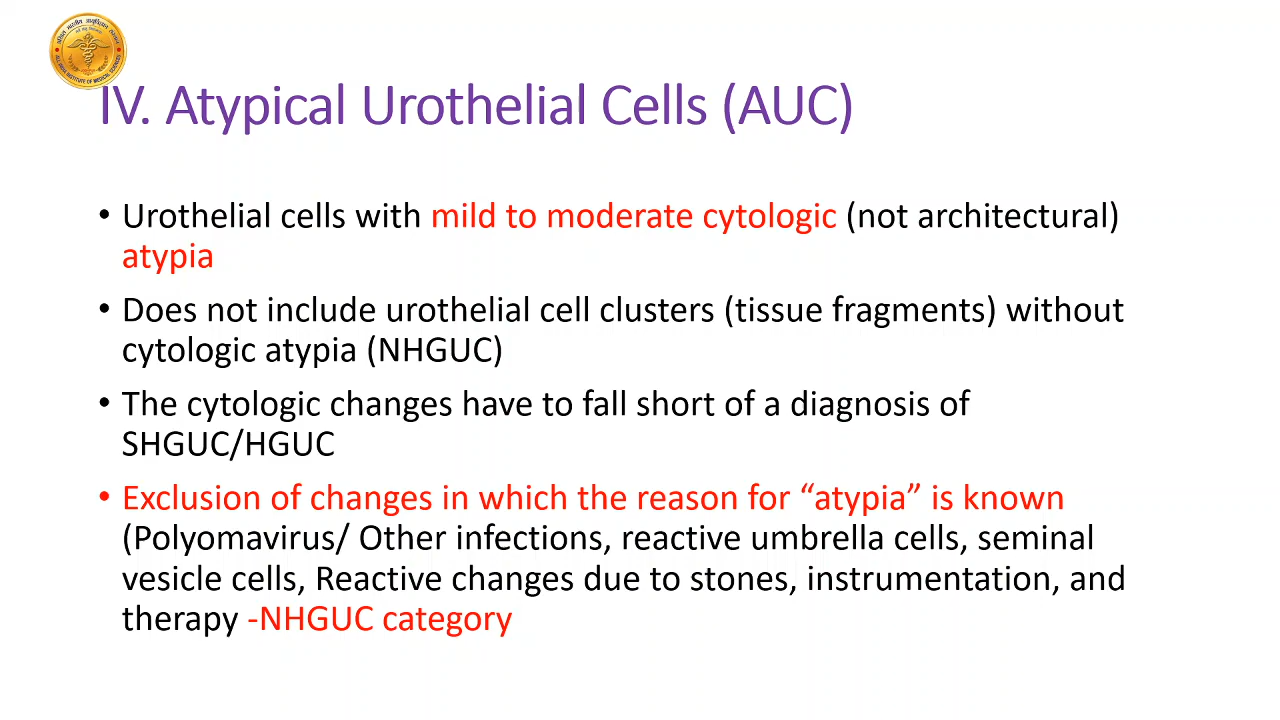 IV. Atypical Urothelial Cells (AUC)
• Urothelial cells with mild to moderate cytologic (not architectural)
atypia
• Does not include urothelial cell clusters (tissue fragments) without
cytologic atypia (NHGUC)
• The cytologic changes have to fall short of a diagnosis of
SHGUC/HGUC
• Exclusion of changes in which the reason for “atypia” is known
(Polyomavirus/ Other infections, reactive umbrella cells, seminal
vesicle cells, Reactive changes due to stones, instrumentation, and
therapy -NHGUC category